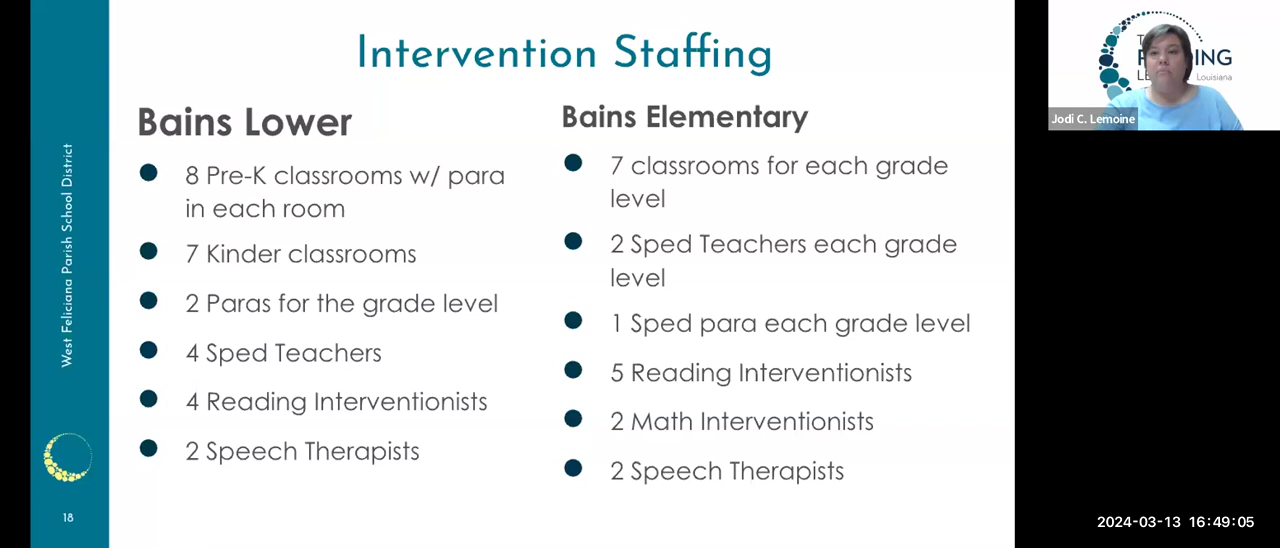 Intervention Staffing
Bains Lower
8 Pre-K classrooms w/ para
in each room
7 Kinder classrooms
2 Paras for the grade level
4 Sped Teachers
4 Reading Interventionists
2 Speech Therapists
Bains Elementary
7 classrooms for each grade
level
2 Sped Teachers each grade
level
1 Sped para each grade level
5 Reading Interventionists
2 Math Interventionists
2 Speech Therapists
West Feliciana Parish School District
18
Louisiana
Jodi C. Lemoine
2024-03-13 16:49:05